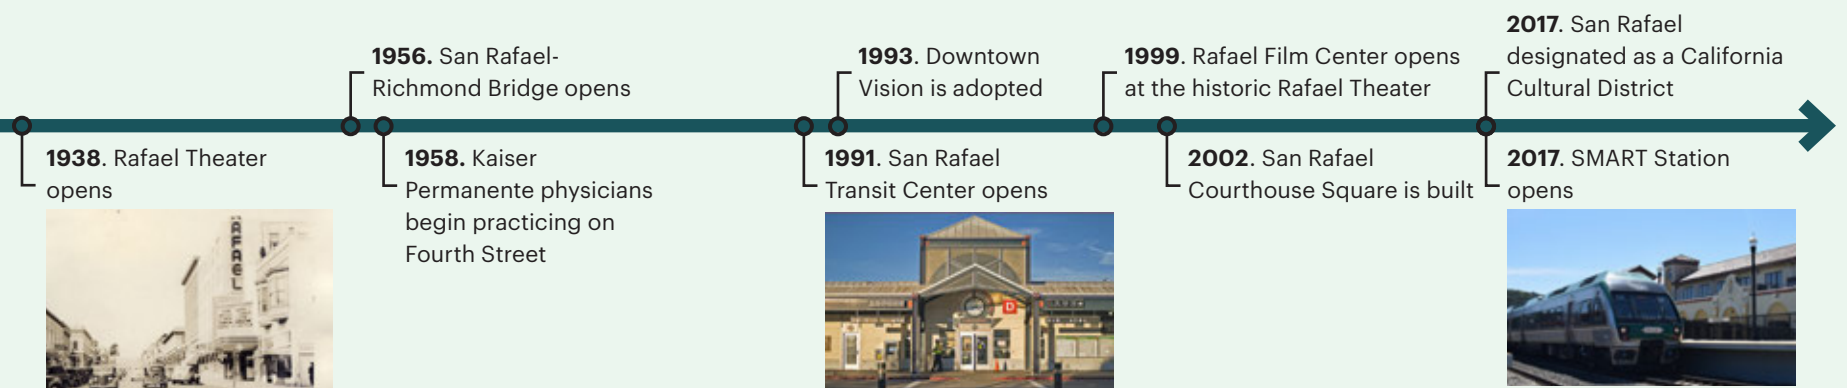 1938. Rafael Theater
opens
1956. San Rafael-
Richmond Bridge opens
1958. Kaiser
Permanente physicians
begin practicing on
Fourth Street
1991. San Rafael
Transit Center opens
1993. Downtown
Vision is adopted
1999. Rafael Film Center opens
at the historic Rafael Theater
2002. San Rafael
Courthouse Square is built
2017. San Rafael
designated as a California
Cultural District
2017. SMART Station
opens
AFAEL
D